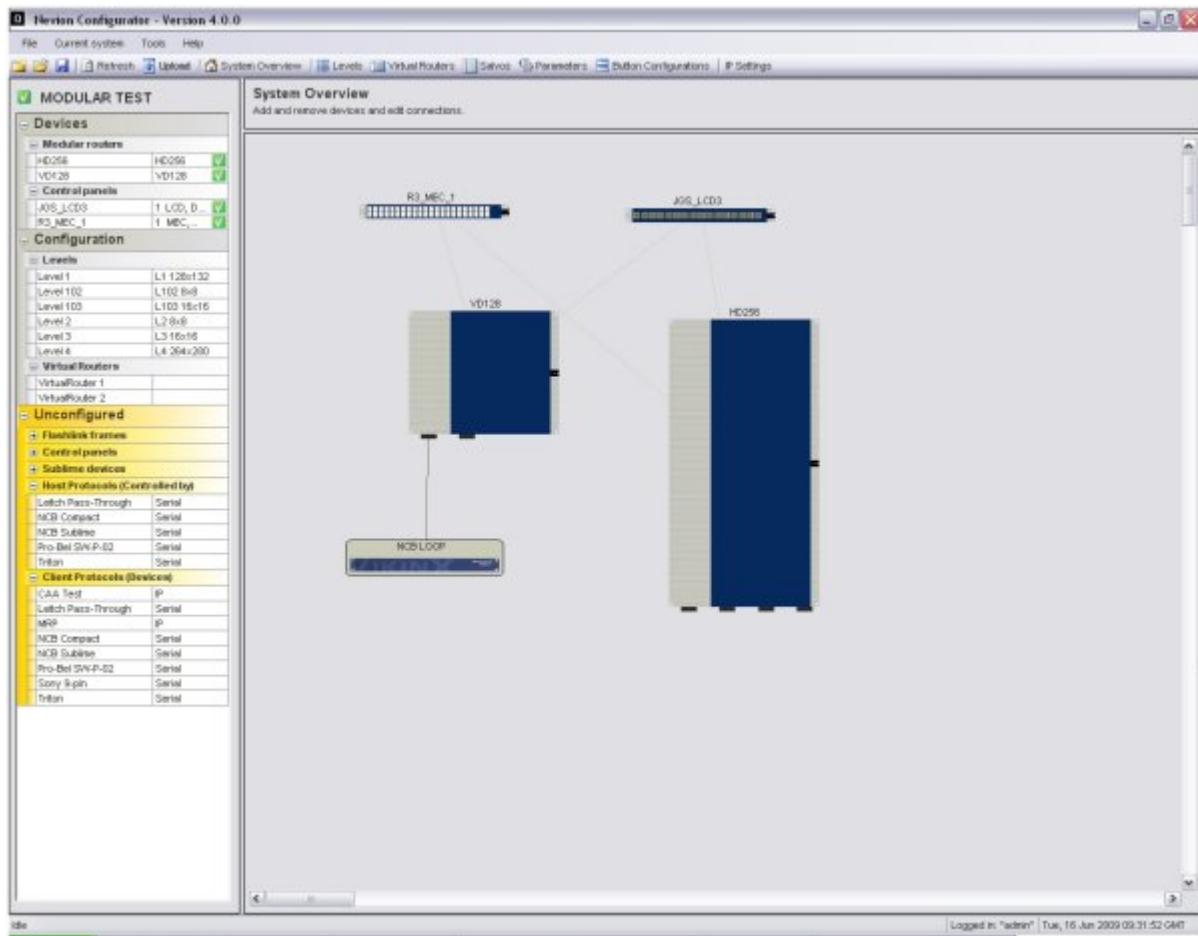 Nevion Configurator - Version 4.0.0
File Current system Tools Help
Refresh Upload System Overview Levels Virtual Routers Salvos Parameters Button Configurations IP Settings
MODULAR TEST
Devices
Modular routers
HD256 HD256
VD128 VD128
Control panels
JOS_LCD3 1 LCD, D...
R3_MEC_1 1 MEC,...
Configuration
Levels
Level 1 L1 128x132
Level 102 L102 8x8
Level 103 L103 16x16
Level 2 L2 8x8
Level 3 L3 16x16
Level 4 L4 264x280
Virtual Routers
VirtualRouter 1
VirtualRouter 2
Unconfigured
Flashlink frames
Control panels
Sublime devices
Host Protocols (Controlled by)
Leitch Pass-Through Serial
NCB Compact Serial
NCB Sublime Serial
Pro-Bel SW-P-02 Serial
Triton Serial
Client Protocols (Devices)
CAA Test IP
Leitch Pass-Through Serial
MRP IP
NCB Compact Serial
NCB Sublime Serial
Pro-Bel SW-P-02 Serial
Sony 9-pin Serial
Triton Serial
System Overview
Add and remove devices and edit connections.
R3_MEC_1
JOS_LCD3
VD128
HD256
NCB LOOP
VIKINX
Idle
Logged in: "admin" Tue, 16 Jun 2009 09:31:52 GMT